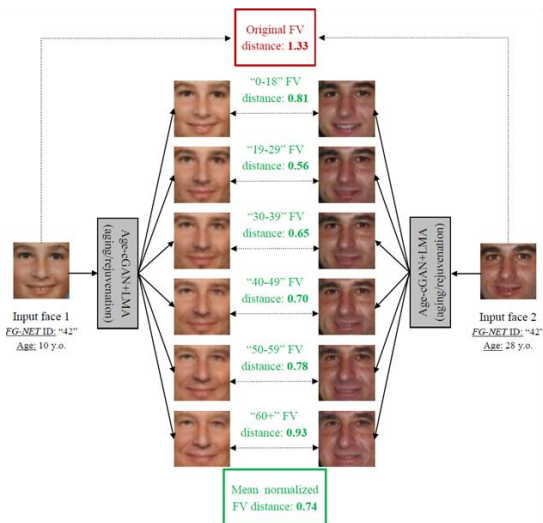 Original FV
distance: 1.33
"0-18" FV
distance: 0.81
"19-29" FV
distance: 0.56
"30-39" FV
distance: 0.65
"40-49" FV
distance: 0.70
"50-59" FV
distance: 0.78
"60+" FV
distance: 0.93
Mean normalized
FV distance: 0.74
Age-cGAN+LMA
(aging/rejuvenation)
Age-cGAN+LMA
(aging/rejuvenation)
Input face 1
FG-NET ID: "42"
Age: 10 y.o.
Input face 2
FG-NET ID: "42"
Age: 28 y.o.